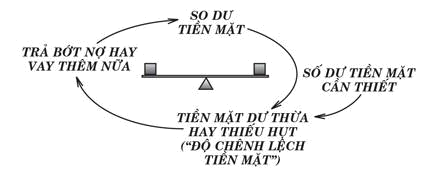 SO DƯ
TIỀN MẶT
TRẢ BỚT NỢ HAY
VAY THÊM NỮA
SỐ DƯ TIỀN MẶT
CẦN THIẾT
TIỀN MẶT DƯ THỪA
HAY THIẾU HỤT
(“ĐỘ CHÊNH LỆCH
TIỀN MẶT”)